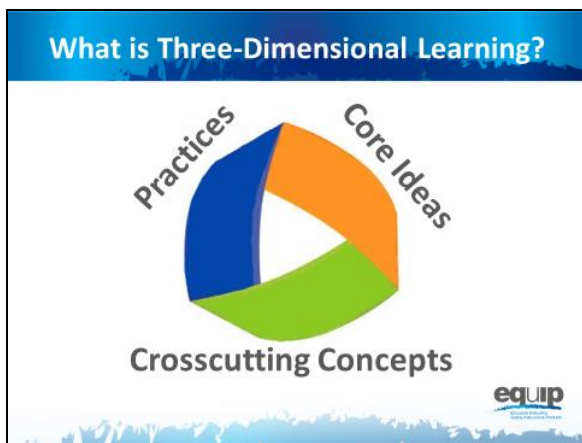 What is Three-Dimensional Learning?
Practices
Core Ideas
Crosscutting Concepts
equip